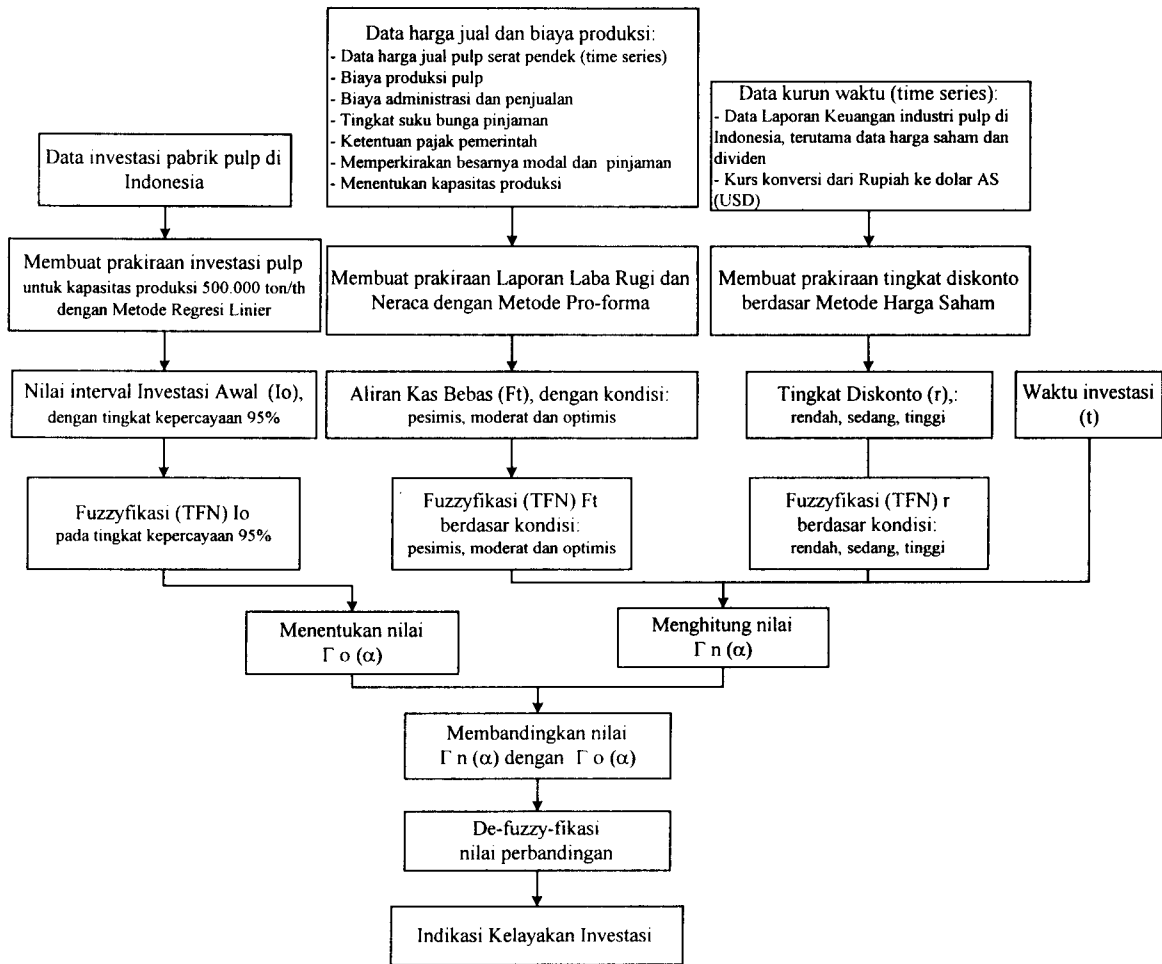 Data investasi pabrik pulp di
Indonesia
Data harga jual dan biaya produksi:
- Data harga jual pulp serat pendek (time series)
- Biaya produksi pulp
- Biaya administrasi dan penjualan
- Tingkat suku bunga pinjaman
- Ketentuan pajak pemerintah
- Memperkirakan besarnya modal dan pinjaman
- Menentukan kapasitas produksi
Data kurun waktu (time series):
- Data Laporan Keuangan industri pulp di
Indonesia, terutama data harga saham dan
dividen
- Kurs konversi dari Rupiah ke dolar AS
(USD)
Membuat prakiraan investasi pulp
untuk kapasitas produksi 500.000 ton/th
dengan Metode Regresi Linier
Membuat prakiraan Laporan Laba Rugi dan
Neraca dengan Metode Pro-forma
Membuat prakiraan tingkat diskonto
berdasar Metode Harga Saham
Nilai interval Investasi Awal (Io),
dengan tingkat kepercayaan 95%
Aliran Kas Bebas (Ft), dengan kondisi:
pesimis, moderat dan optimis
Tingkat Diskonto (r),:
rendah, sedang, tinggi
Waktu investasi
(t)
Fuzzyfikasi (TFN) Io
pada tingkat kepercayaan 95%
Fuzzyfikasi (TFN) Ft
berdasar kondisi:
pesimis, moderat dan optimis
Fuzzyfikasi (TFN) r
berdasar kondisi:
rendah, sedang, tinggi
Menentukan nilai
Γ o (α)
Menghitung nilai
Γ n (α)
Membandingkan nilai
Γ n (α) dengan Γ o (α)
De-fuzzy-fikasi
nilai perbandingan
Indikasi Kelayakan Investasi